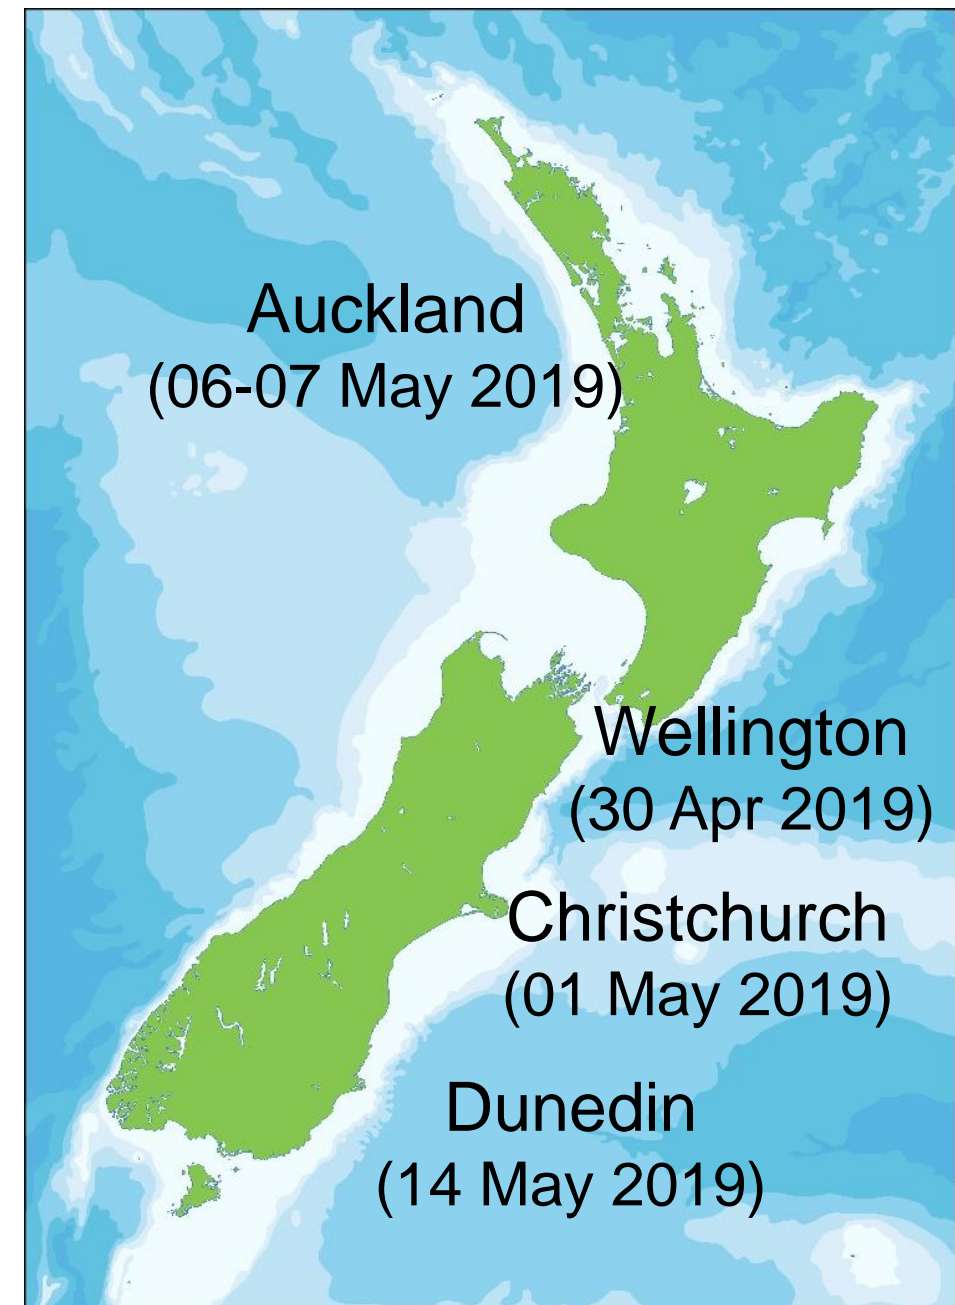 Auckland
(06-07 May 2019)
Wellington
(30 Apr 2019)
Christchurch
(01 May 2019)
Dunedin
(14 May 2019)